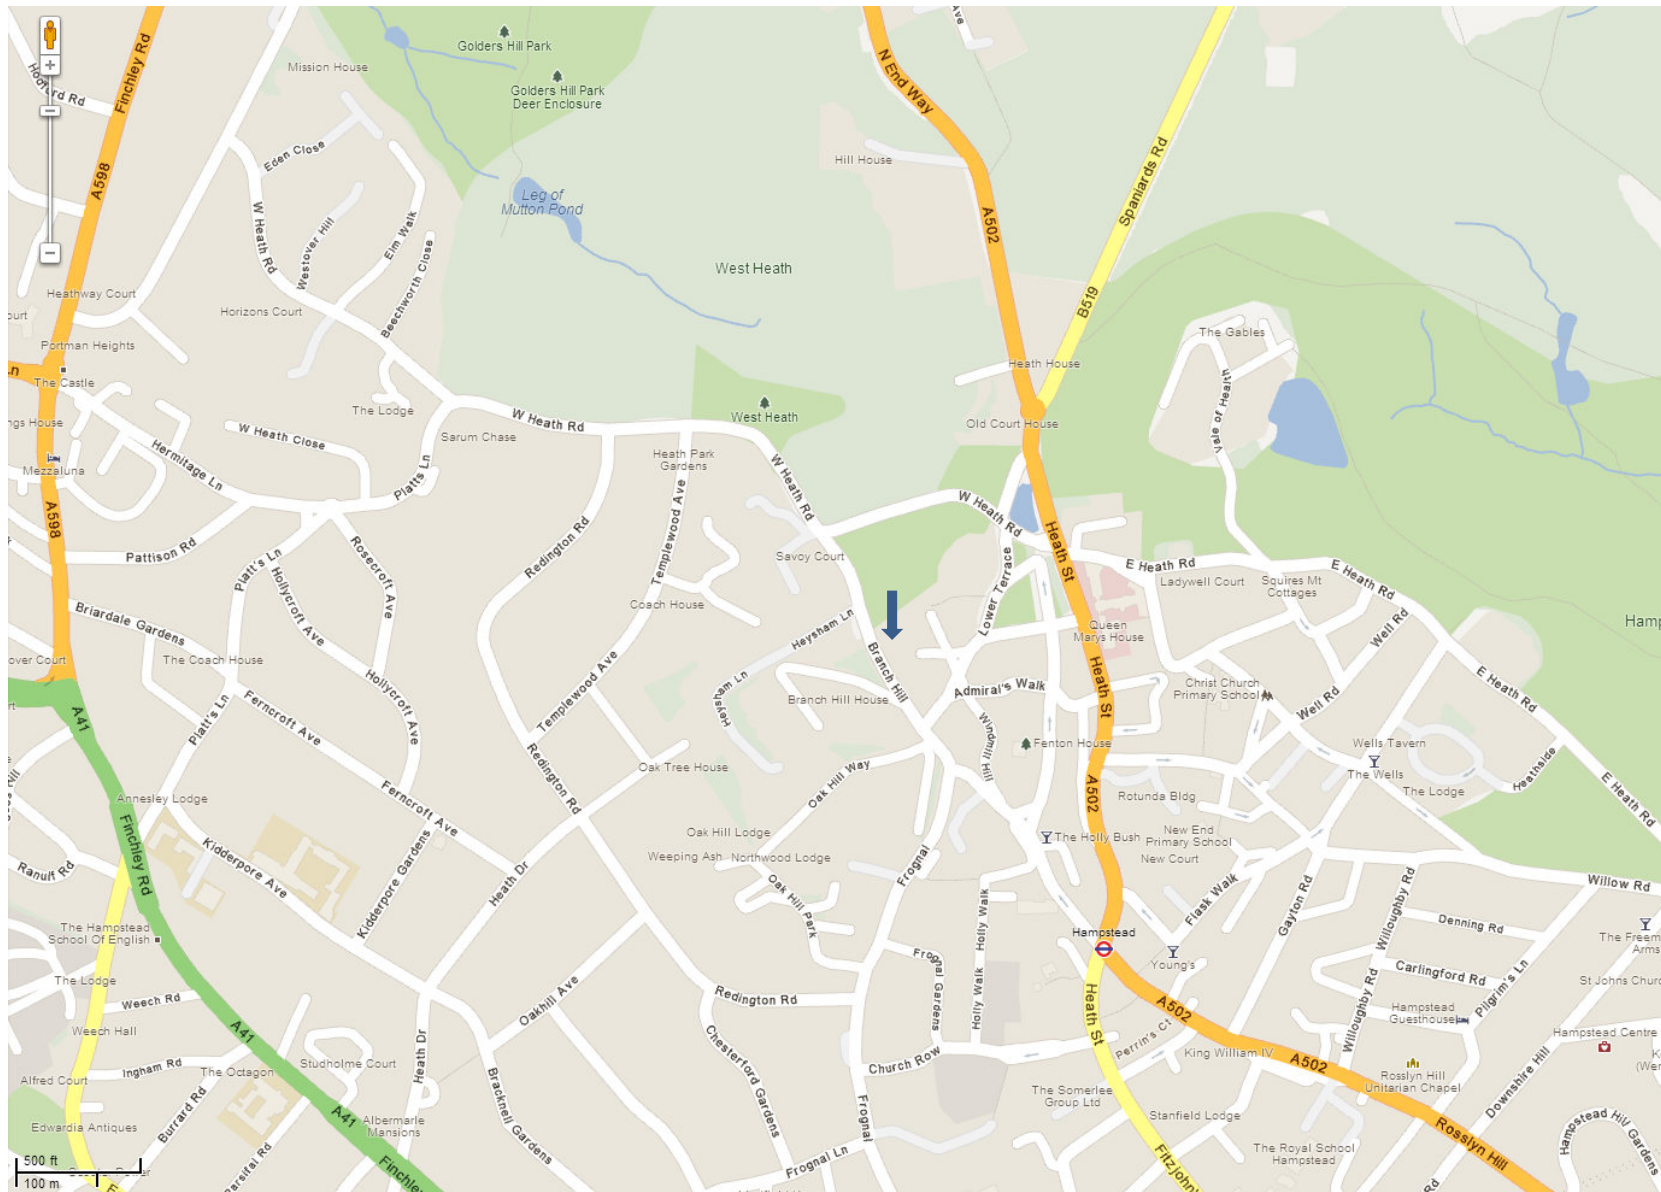 Golders Hill Park
Golders Hill Park
Deer Enclosure
Mission House
Hodford Rd
Finchley Rd
A598
N End Way
Hill House
Spaniards Rd
A502
B519
Eden Close
W Heath Rd
Westover Hill
Elm Walk
Beechworth Close
Leg of
Mutton Pond
West Heath
Heathway Court
Horizons Court
Portman Heights
The Castle
The Lodge
Mezzaluna
A598
Hermitage Ln
W Heath Close
Sarum Chase
W Heath Rd
Platts Ln
West Heath
Heath House
Old Court House
The Gables
Vale of Health
Heath Park
Gardens
W Heath Rd
W Heath Rd
Heath St
Pattison Rd
Platt's Ln
Hollycroft Ave
Rosecroft Ave
Redington Rd
Templewood Ave
Savoy Court
Coach House
Lower Terrace
E Heath Rd
Ladywell Court
Squires Mt
Cottages
E Heath Rd
Well Rd
Queen
Marys House
Briardale Gardens
The Coach House
Hollycroft Ave
Templewood Ave
Heysham Ln
Heysham Ln
Branch Hill
Branch Hill House
Admiral's Walk
Windmill Hill
Heath St
Christ Church
Primary School
Well Rd
E Heath Rd
A41
Platt's Ln
Ferncroft Ave
Redington Rd
Oak Tree House
Oak Hill Way
Fenton House
A502
Wells Tavern
The Wells
The Lodge
Heathside
E Heath Rd
Annesley Lodge
Finchley Rd
Ferncroft Ave
Kidderpore Ave
Kidderpore Gardens
Heath Dr
Oak Hill Lodge
Weeping Ash
Northwood Lodge
Oak Hill Park
Frognal
The Holly Bush
Rotunda Bldg
New End
Primary School
New Court
Flask Walk
Gayton Rd
Willoughby Rd
Willow Rd
Ranulf Rd
The Hampstead
School Of English
The Lodge
Weech Rd
Weech Hall
Oakhill Ave
Redington Rd
Frognal Gardens
Holly Walk
Holly Walk
Hampstead
Young's
Denning Rd
Carlingford Rd
Pilgrim's Ln
Hampstead
Guesthouse
Willoughby Rd
A502
Heath St
Perrin's Ct
King William IV
A502
Rosslyn Hill
Unitarian Chapel
Downshire Hill
Hampstead Centre
A41
Ingham Rd
Alfred Court
The Octagon
Studholme Court
Heath Dr
Bracknell Gardens
Chesterford Gardens
Church Row
Frognal
The Somerlee
Group Ltd
Stanfield Lodge
The Royal School
Hampstead
Rosslyn Hill
Hampstead Hill Gardens
Edwardia Antiques
Burrard Rd
A41
Albermarle
Mansions
Frognal Ln
500 ft
100 m